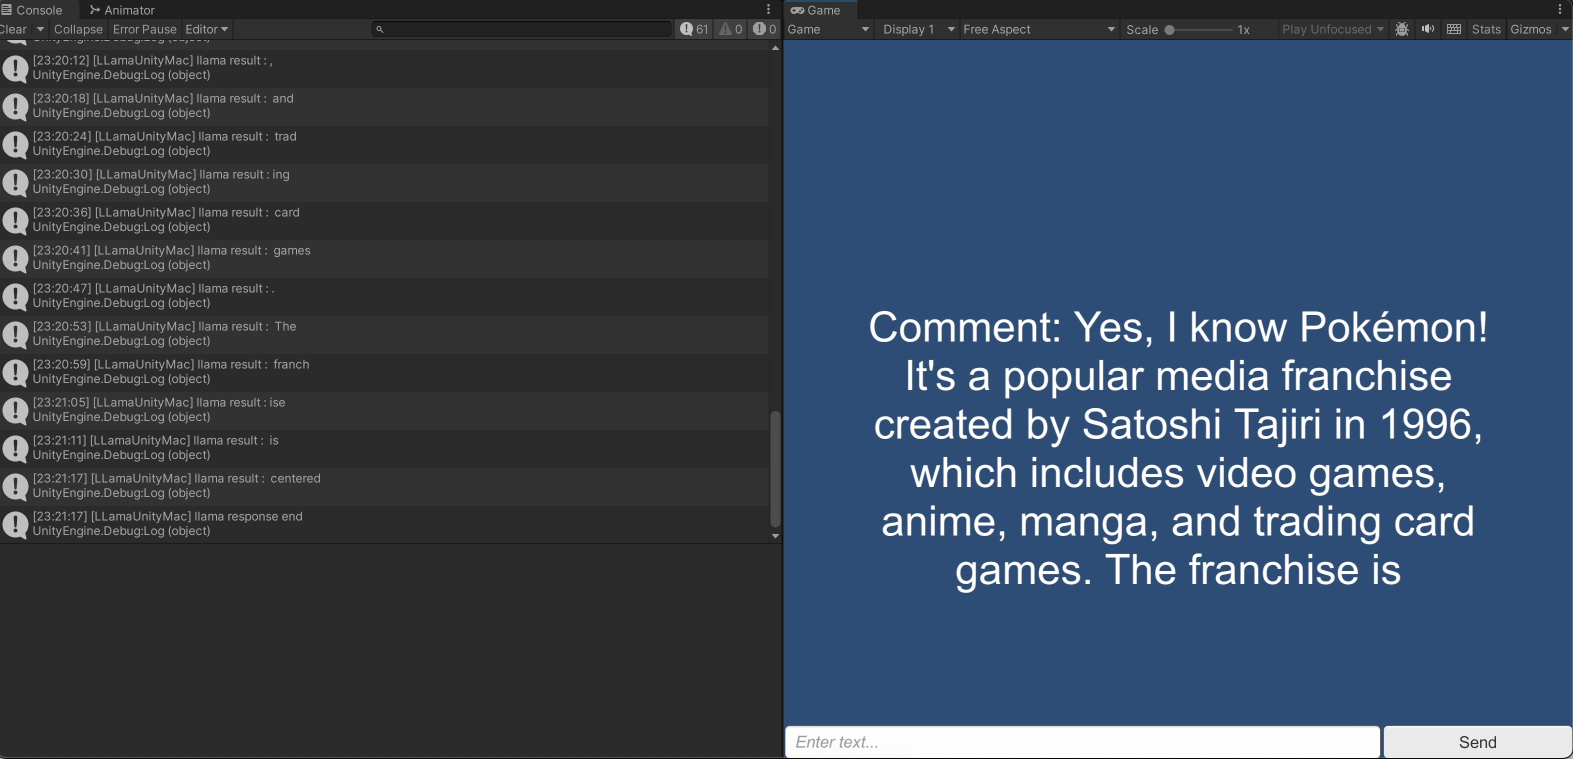 Console
Animator
Clear
Collapse
Error Pause
Editor
61
0
0
[23:20:12] [LLamaUnityMac] llama result : ,
UnityEngine.Debug:Log (object)
[23:20:18] [LLamaUnityMac] llama result :  and
UnityEngine.Debug:Log (object)
[23:20:24] [LLamaUnityMac] llama result :  trad
UnityEngine.Debug:Log (object)
[23:20:30] [LLamaUnityMac] llama result : ing
UnityEngine.Debug:Log (object)
[23:20:36] [LLamaUnityMac] llama result :  card
UnityEngine.Debug:Log (object)
[23:20:41] [LLamaUnityMac] llama result :  games
UnityEngine.Debug:Log (object)
[23:20:47] [LLamaUnityMac] llama result : .
UnityEngine.Debug:Log (object)
[23:20:53] [LLamaUnityMac] llama result :  The
UnityEngine.Debug:Log (object)
[23:20:59] [LLamaUnityMac] llama result :  franch
UnityEngine.Debug:Log (object)
[23:21:05] [LLamaUnityMac] llama result : ise
UnityEngine.Debug:Log (object)
[23:21:11] [LLamaUnityMac] llama result :  is
UnityEngine.Debug:Log (object)
[23:21:17] [LLamaUnityMac] llama result :  centered
UnityEngine.Debug:Log (object)
[23:21:17] [LLamaUnityMac] llama response end
UnityEngine.Debug:Log (object)
Game
Game
Display 1
Free Aspect
Scale
1x
Play Unfocused
Stats
Gizmos
Comment: Yes, I know Pokémon!
It's a popular media franchise
created by Satoshi Tajiri in 1996,
which includes video games,
anime, manga, and trading card
games. The franchise is
Enter text...
Send